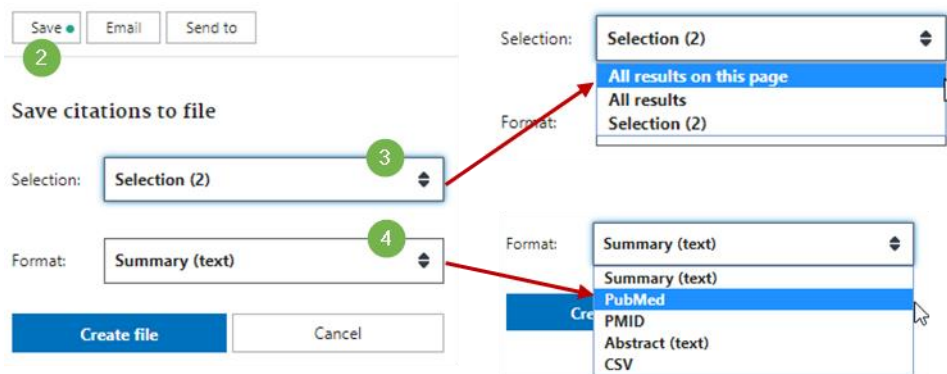 Save
Email
Send to
2
Save citations to file
3
Selection:
Selection (2)
4
Format:
Summary (text)
Create file
Cancel
Selection:
Selection (2)
All results on this page
All results
Selection (2)
Format:
Format:
Summary (text)
Summary (text)
PubMed
PMID
Abstract (text)
CSV
Cre